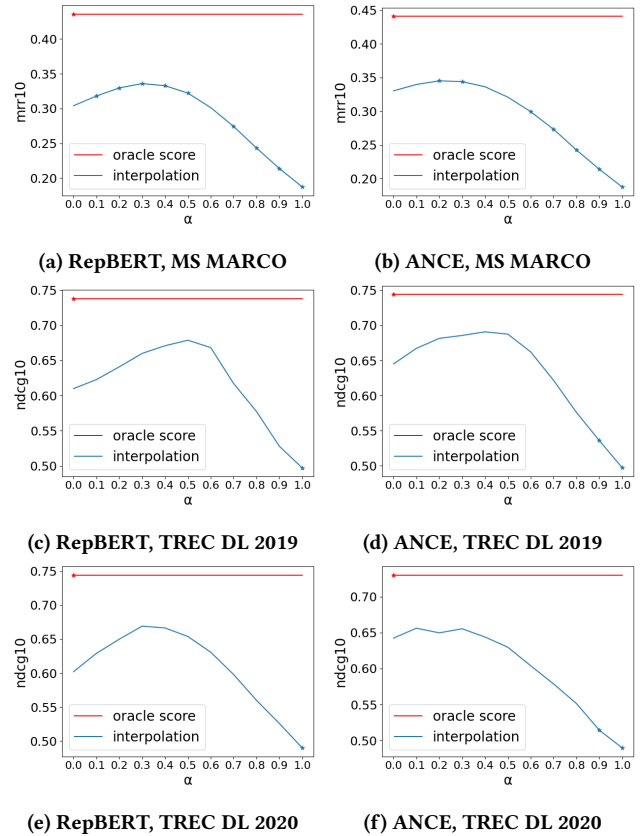 mrr10
0.40
0.35
0.30
0.25
0.20
oracle score
interpolation
0.0 0.1 0.2 0.3 0.4 0.5 0.6 0.7 0.8 0.9 1.0
α
(a) RepBERT, MS MARCO
mrr10
0.45
0.40
0.35
0.30
0.25
0.20
oracle score
interpolation
0.0 0.1 0.2 0.3 0.4 0.5 0.6 0.7 0.8 0.9 1.0
α
(b) ANCE, MS MARCO
ndcg10
0.75
0.70
0.65
0.60
0.55
0.50
oracle score
interpolation
0.0 0.1 0.2 0.3 0.4 0.5 0.6 0.7 0.8 0.9 1.0
α
(c) RepBERT, TREC DL 2019
ndcg10
0.75
0.70
0.65
0.60
0.55
0.50
oracle score
interpolation
0.0 0.1 0.2 0.3 0.4 0.5 0.6 0.7 0.8 0.9 1.0
α
(d) ANCE, TREC DL 2019
ndcg10
0.75
0.70
0.65
0.60
0.55
0.50
oracle score
interpolation
0.0 0.1 0.2 0.3 0.4 0.5 0.6 0.7 0.8 0.9 1.0
α
(e) RepBERT, TREC DL 2020
ndcg10
0.70
0.65
0.60
0.55
0.50
oracle score
interpolation
0.0 0.1 0.2 0.3 0.4 0.5 0.6 0.7 0.8 0.9 1.0
α
(f) ANCE, TREC DL 2020